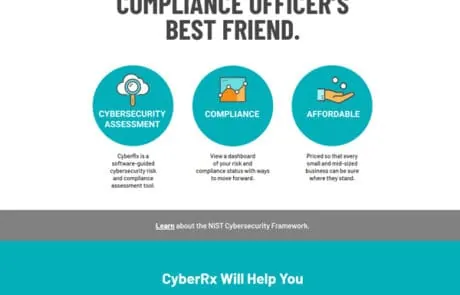 COMPLIANCE OFFICER'S
BEST FRIEND.
CYBERSECURITY
ASSESSMENT
CyberRx is a
software-guided
cybersecurity risk
and compliance
assessment tool.
COMPLIANCE
View a dashboard
of your risk and
compliance status with ways
to move forward.
AFFORDABLE
Priced so that every
small and mid-sized
business can be sure
where they stand.
Learn about the NIST Cybersecurity Framework.
CyberRx Will Help You